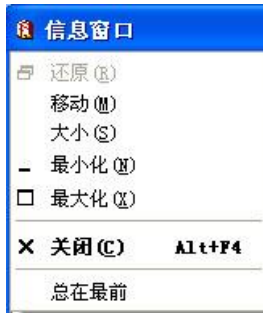 信息窗口
还原(R)
移动(M)
大小(S)
最小化(N)
最大化(X)
关闭(C) Alt+F4
总在最前